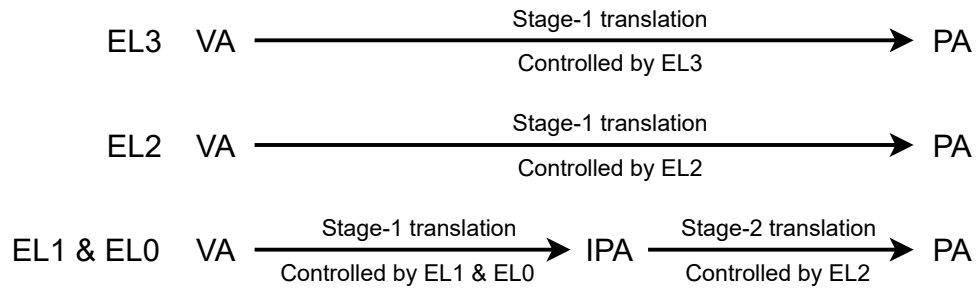 Stage-1 translation
EL3 VA PA
Controlled by EL3
Stage-1 translation
EL2 VA PA
Controlled by EL2
Stage-1 translation Stage-2 translation
EL1 & EL0 VA IPA PA
Controlled by EL1 & EL0 Controlled by EL2